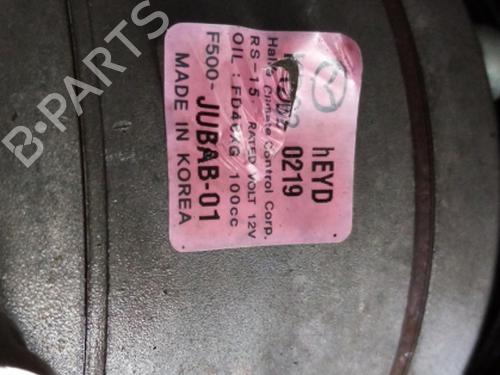 hEYD
0219
Halla Climate Control Corp.
RS-15 RATED VOLT 12V
OIL : FD46XG 100cc
F500- JUBAB-01
MADE IN KOREA